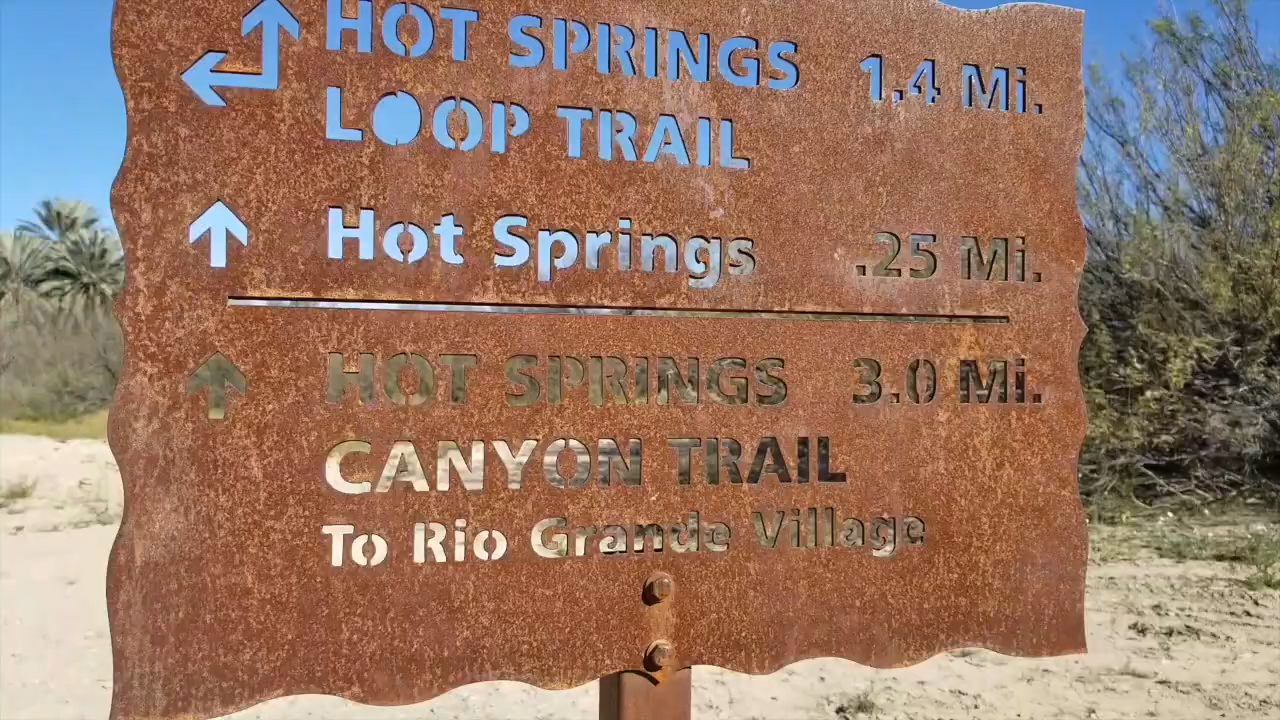 HOT SPRINGS 1.4 Mi.
LOOP TRAIL
Hot Springs .25 Mi.
HOT SPRINGS 3.0 Mi.
CANYON TRAIL
To Rio Grande Village